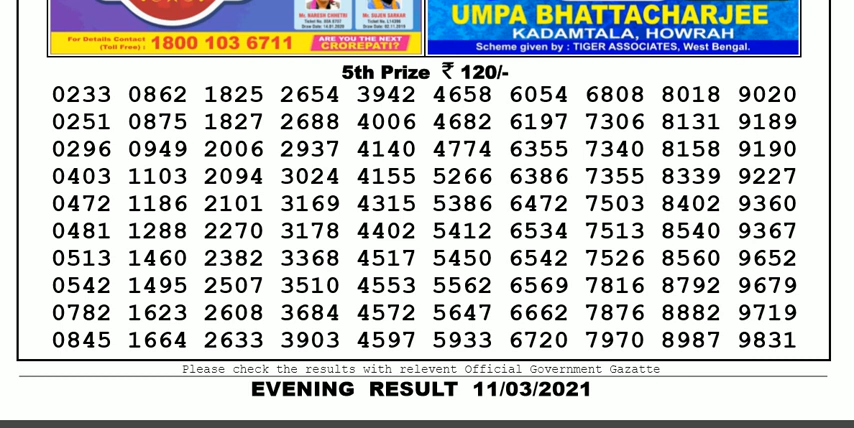 Mr. NARESH CHHETRI
Mr. SUJEN SARKAR
For Details Contact
(Toll Free) : 1800 103 6711
ARE YOU THE NEXT
CROREPATI?
UMPA BHATTACHARJEE
KADAMTALA, HOWRAH
Scheme given by : TIGER ASSOCIATES, West Bengal.
5th Prize ₹ 120/-
0233 0862 1825 2654 3942 4658 6054 6808 8018 9020
0251 0875 1827 2688 4006 4682 6197 7306 8131 9189
0296 0949 2006 2937 4140 4774 6355 7340 8158 9190
0403 1103 2094 3024 4155 5266 6386 7355 8339 9227
0472 1186 2101 3169 4315 5386 6472 7503 8402 9360
0481 1288 2270 3178 4402 5412 6534 7513 8540 9367
0513 1460 2382 3368 4517 5450 6542 7526 8560 9652
0542 1495 2507 3510 4553 5562 6569 7816 8792 9679
0782 1623 2608 3684 4572 5647 6662 7876 8882 9719
0845 1664 2633 3903 4597 5933 6720 7970 8987 9831
Please check the results with relevent Official Government Gazatte
EVENING RESULT 11/03/2021